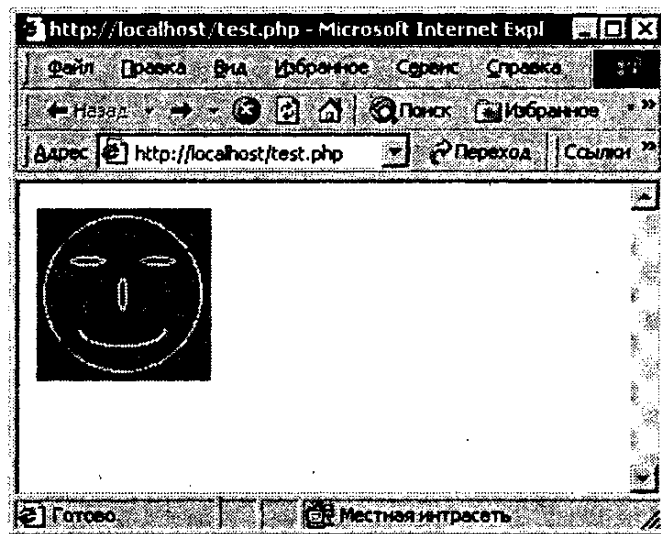 http://localhost/test.php - Microsoft Internet Expl
Файл Правка Вид Избранное Сервис Справка
Назад Поиск Избранное »
Адрес http://localhost/test.php Переход Ссылки »
Готово Местная интрасеть